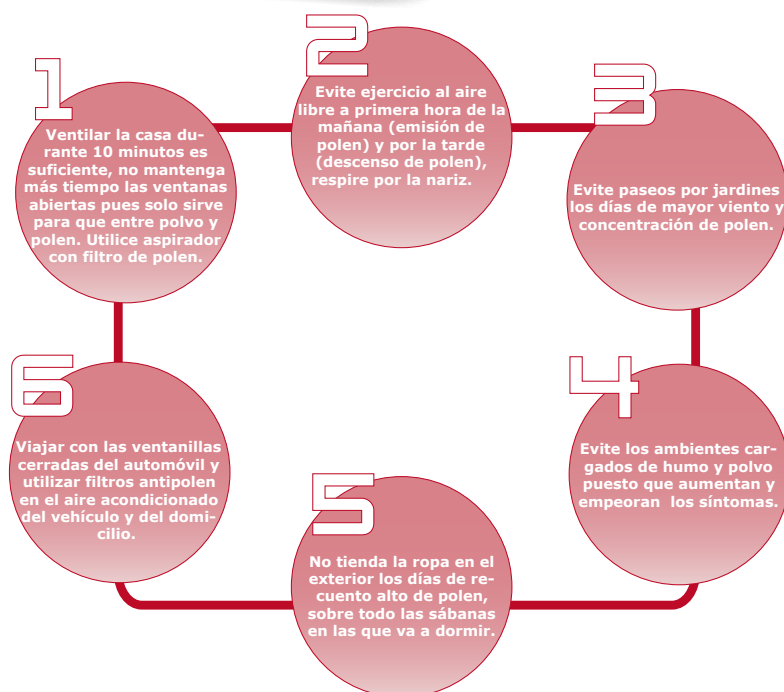 1
Ventilar la casa du-
rante 10 minutos es
suficiente, no mantenga
más tiempo las ventanas
abiertas pues solo sirve
para que entre polvo y
polen. Utilice aspirador
con filtro de polen.
2
Evite ejercicio al aire
libre a primera hora de la
mañana (emisión de
polen) y por la tarde
(descenso de polen),
respire por la nariz.
3
Evite paseos por jardines
los días de mayor viento y
concentración de polen.
4
Evite los ambientes car-
gados de humo y polvo
puesto que aumentan y
empeoran los síntomas.
5
No tienda la ropa en el
exterior los días de re-
cuento alto de polen,
sobre todo las sábanas
en las que va a dormir.
6
Viajar con las ventanillas
cerradas del automóvil y
utilizar filtros antipolen
en el aire acondicionado
del vehículo y del domi-
cilio.